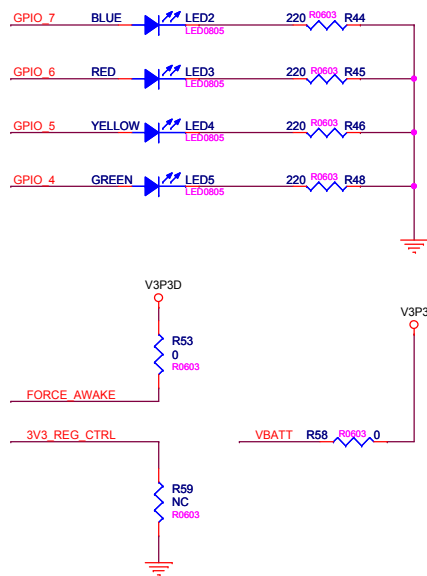 GPIO_7 BLUE LED2 220 R0603 R44
LED0805
GPIO_6 RED LED3 220 R0603 R45
LED0805
GPIO_5 YELLOW LED4 220 R0603 R46
LED0805
GPIO_4 GREEN LED5 220 R0603 R48
LED0805
V3P3D
V3P3
R53
0
R0603
FORCE_AWAKE
3V3_REG_CTRL
VBATT R58 R0603 0
R59
NC
R0603